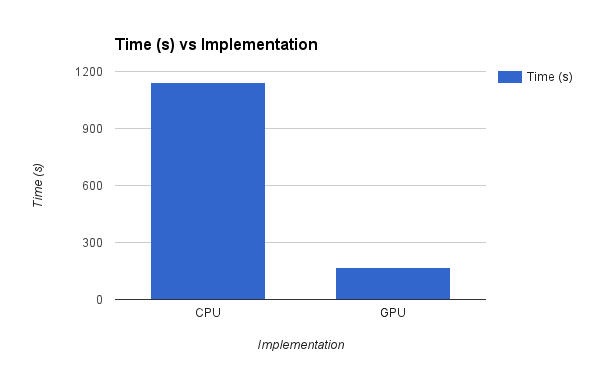 Time (s) vs Implementation
1200
900
600
300
0
Time (s)
CPU
GPU
Implementation
Time (s)